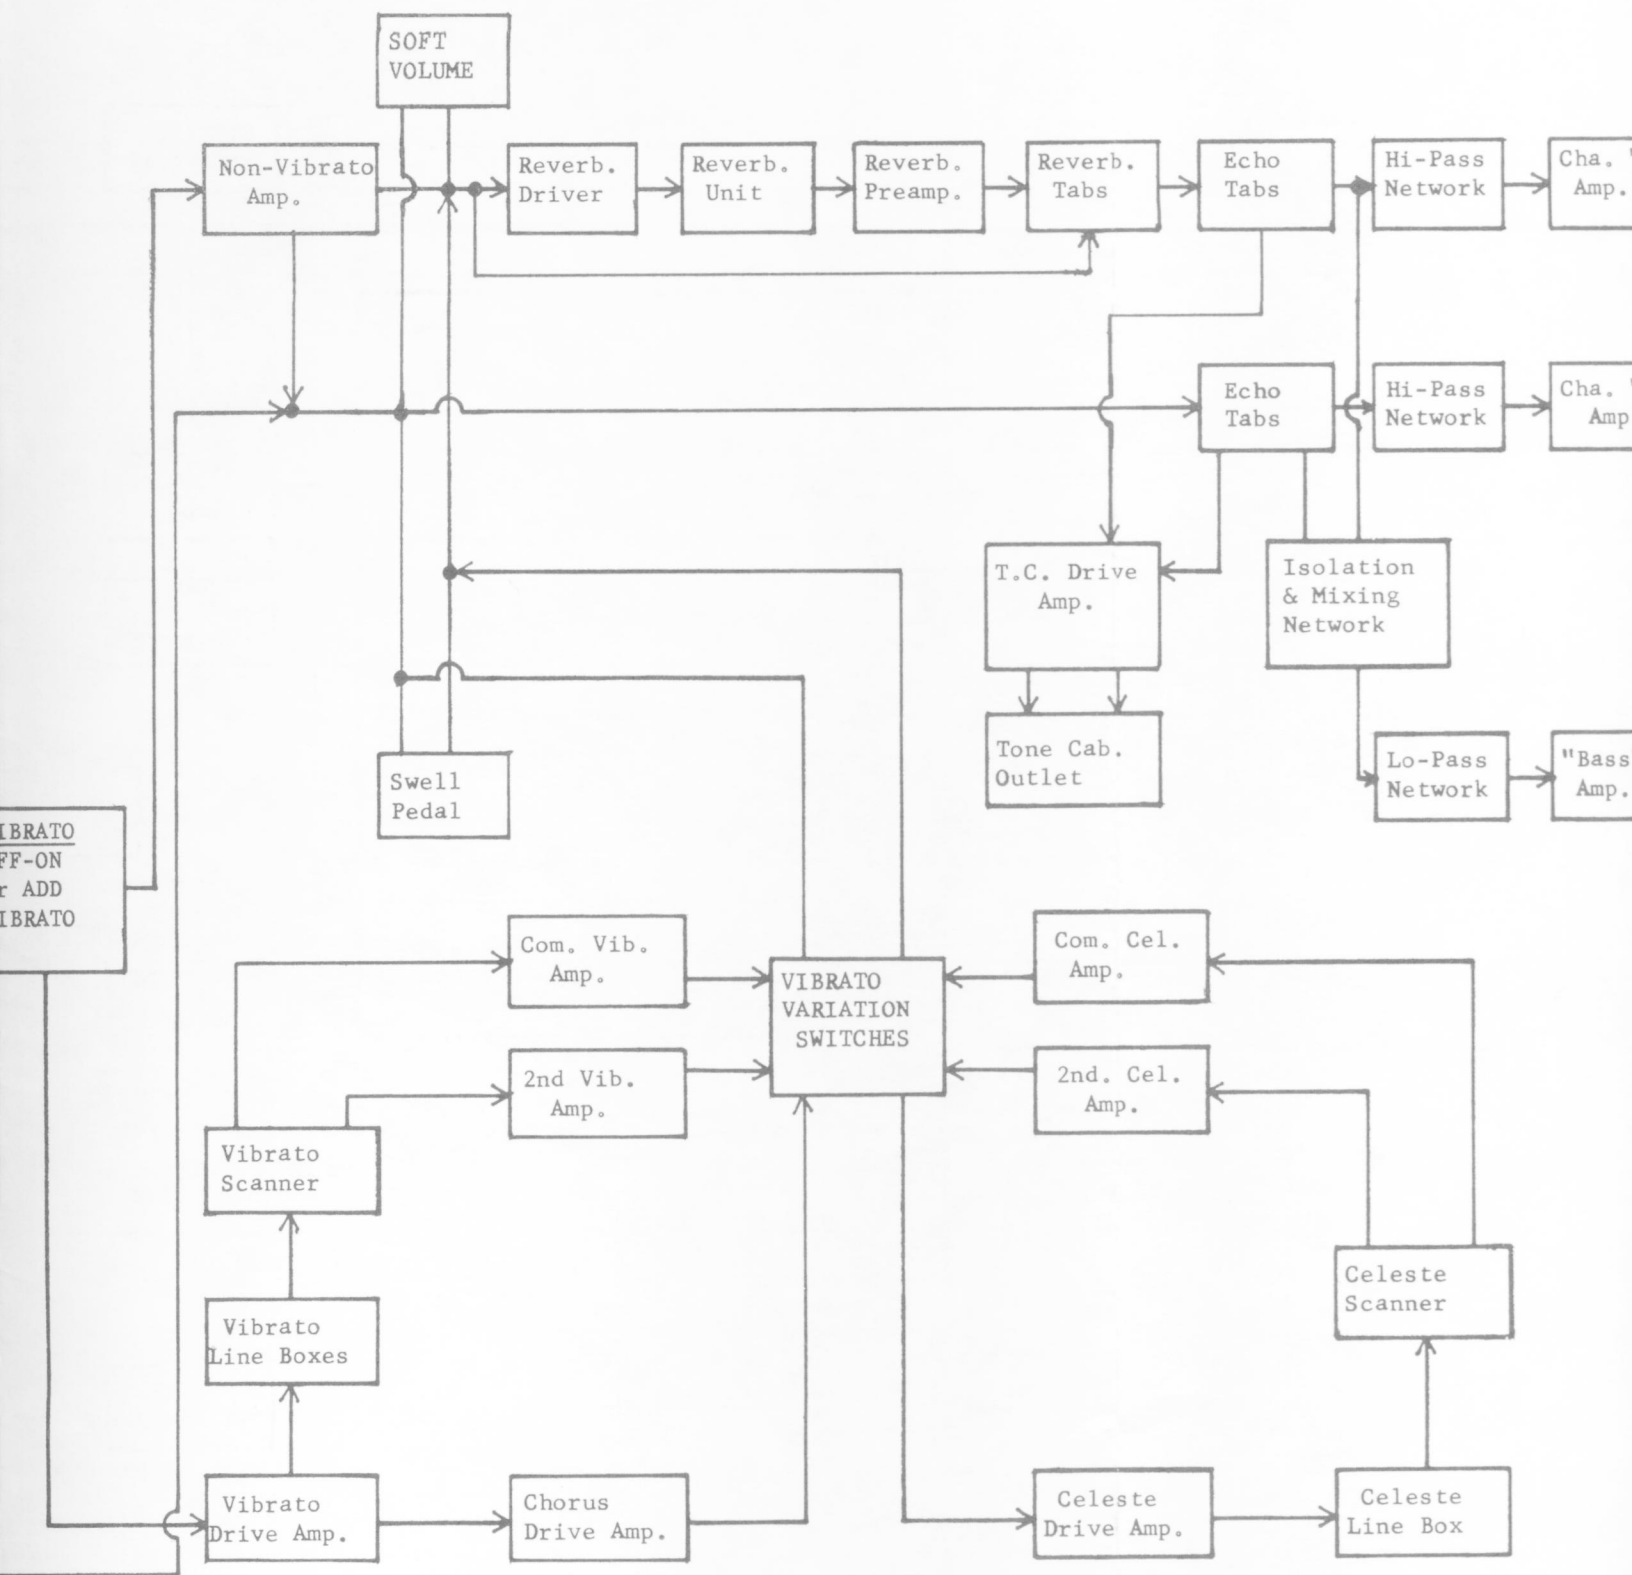 SOFT
VOLUME
Non-Vibrato
Amp.
Reverb.
Driver
Reverb.
Unit
Reverb.
Preamp.
Reverb.
Tabs
Echo
Tabs
Hi-Pass
Network
Cha. "
Amp.
Echo
Tabs
Hi-Pass
Network
Cha. "
Amp
T.C. Drive
Amp.
Isolation
& Mixing
Network
Tone Cab.
Outlet
Lo-Pass
Network
"Bass"
Amp.
Swell
Pedal
IBRATO
FF-ON
r ADD
IBRATO
Com. Vib.
Amp.
VIBRATO
VARIATION
SWITCHES
Com. Cel.
Amp.
2nd Vib.
Amp.
2nd. Cel.
Amp.
Vibrato
Scanner
Celeste
Scanner
Vibrato
Line Boxes
Vibrato
Drive Amp.
Chorus
Drive Amp.
Celeste
Drive Amp.
Celeste
Line Box